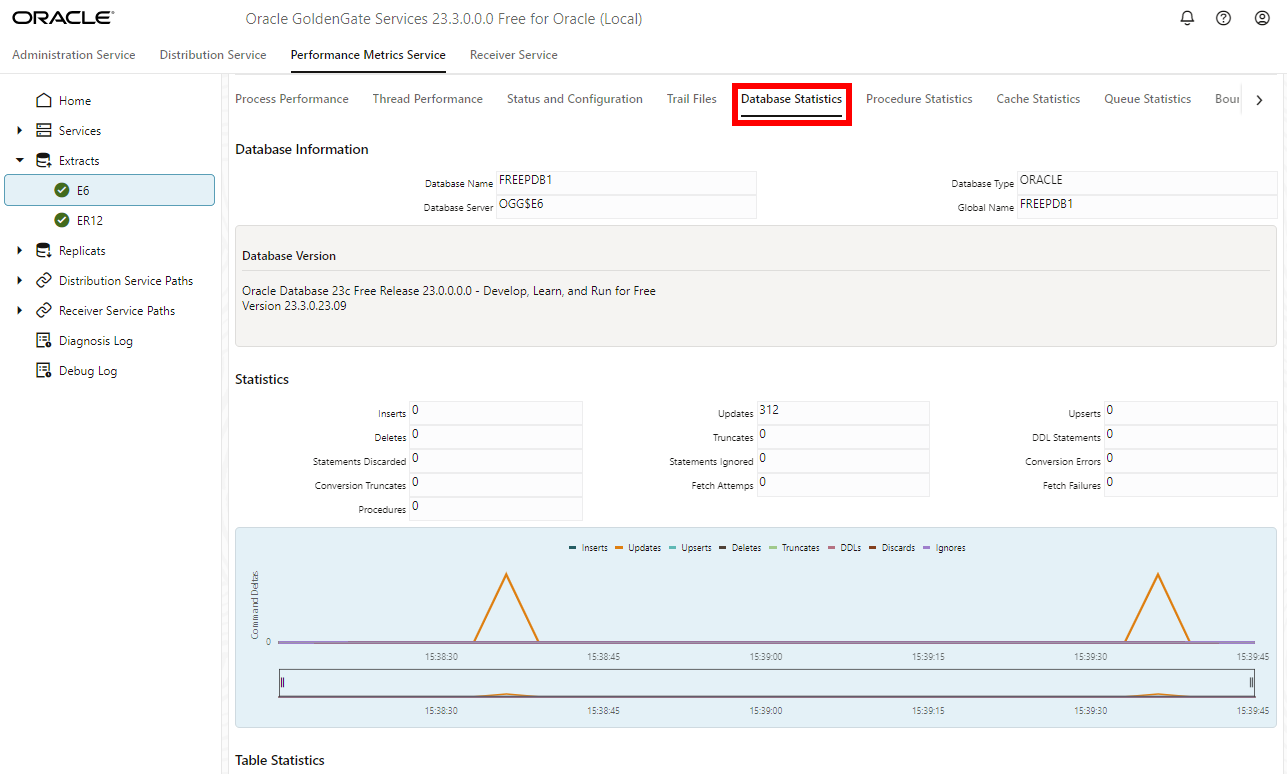 ORACLE Oracle GoldenGate Services 23.3.0.0.0 Free for Oracle (Local)
Administration Service Distribution Service Performance Metrics Service Receiver Service
Home
Services
Extracts
E6
ER12
Replicats
Distribution Service Paths
Receiver Service Paths
Diagnosis Log
Debug Log
Process Performance Thread Performance Status and Configuration Trail Files Database Statistics Procedure Statistics Cache Statistics Queue Statistics Bour
Database Information
Database Name FREEPDB1 Database Type ORACLE
Database Server OGG$E6 Global Name FREEPDB1
Database Version
Oracle Database 23c Free Release 23.0.0.0.0 - Develop, Learn, and Run for Free
Version 23.3.0.23.09
Statistics
Inserts 0 Updates 312 Upserts 0
Deletes 0 Truncates 0 DDL Statements 0
Statements Discarded 0 Statements Ignored 0 Conversion Errors 0
Conversion Truncates 0 Fetch Attemps 0 Fetch Failures 0
Procedures 0
Inserts Updates Upserts Deletes Truncates DDLs Discards Ignores
Command Deltas
0
15:38:30 15:38:45 15:39:00 15:39:15 15:39:30 15:39:45
15:38:30 15:38:45 15:39:00 15:39:15 15:39:30 15:39:45
Table Statistics